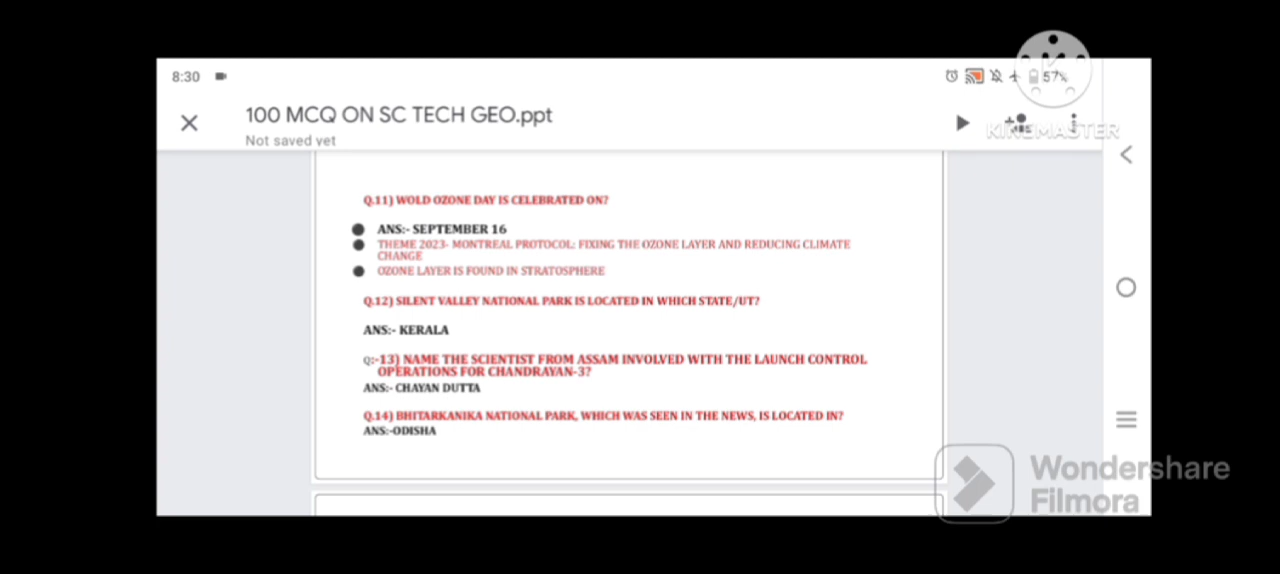 8:30
57%
100 MCQ ON SC TECH GEO.ppt
Not saved yet
KINEMASTER
Q.11) WOLD OZONE DAY IS CELEBRATED ON?
ANS:- SEPTEMBER 16
THEME 2023- MONTREAL PROTOCOL: FIXING THE OZONE LAYER AND REDUCING CLIMATE
CHANGE
OZONE LAYER IS FOUND IN STRATOSPHERE
Q.12) SILENT VALLEY NATIONAL PARK IS LOCATED IN WHICH STATE/UT?
ANS:- KERALA
Q:-13) NAME THE SCIENTIST FROM ASSAM INVOLVED WITH THE LAUNCH CONTROL
OPERATIONS FOR CHANDRAYAN-3?
ANS:- CHAYAN DUTTA
Q.14) BHITARKANIKA NATIONAL PARK, WHICH WAS SEEN IN THE NEWS, IS LOCATED IN?
ANS:-ODISHA
Wondershare
Filmora